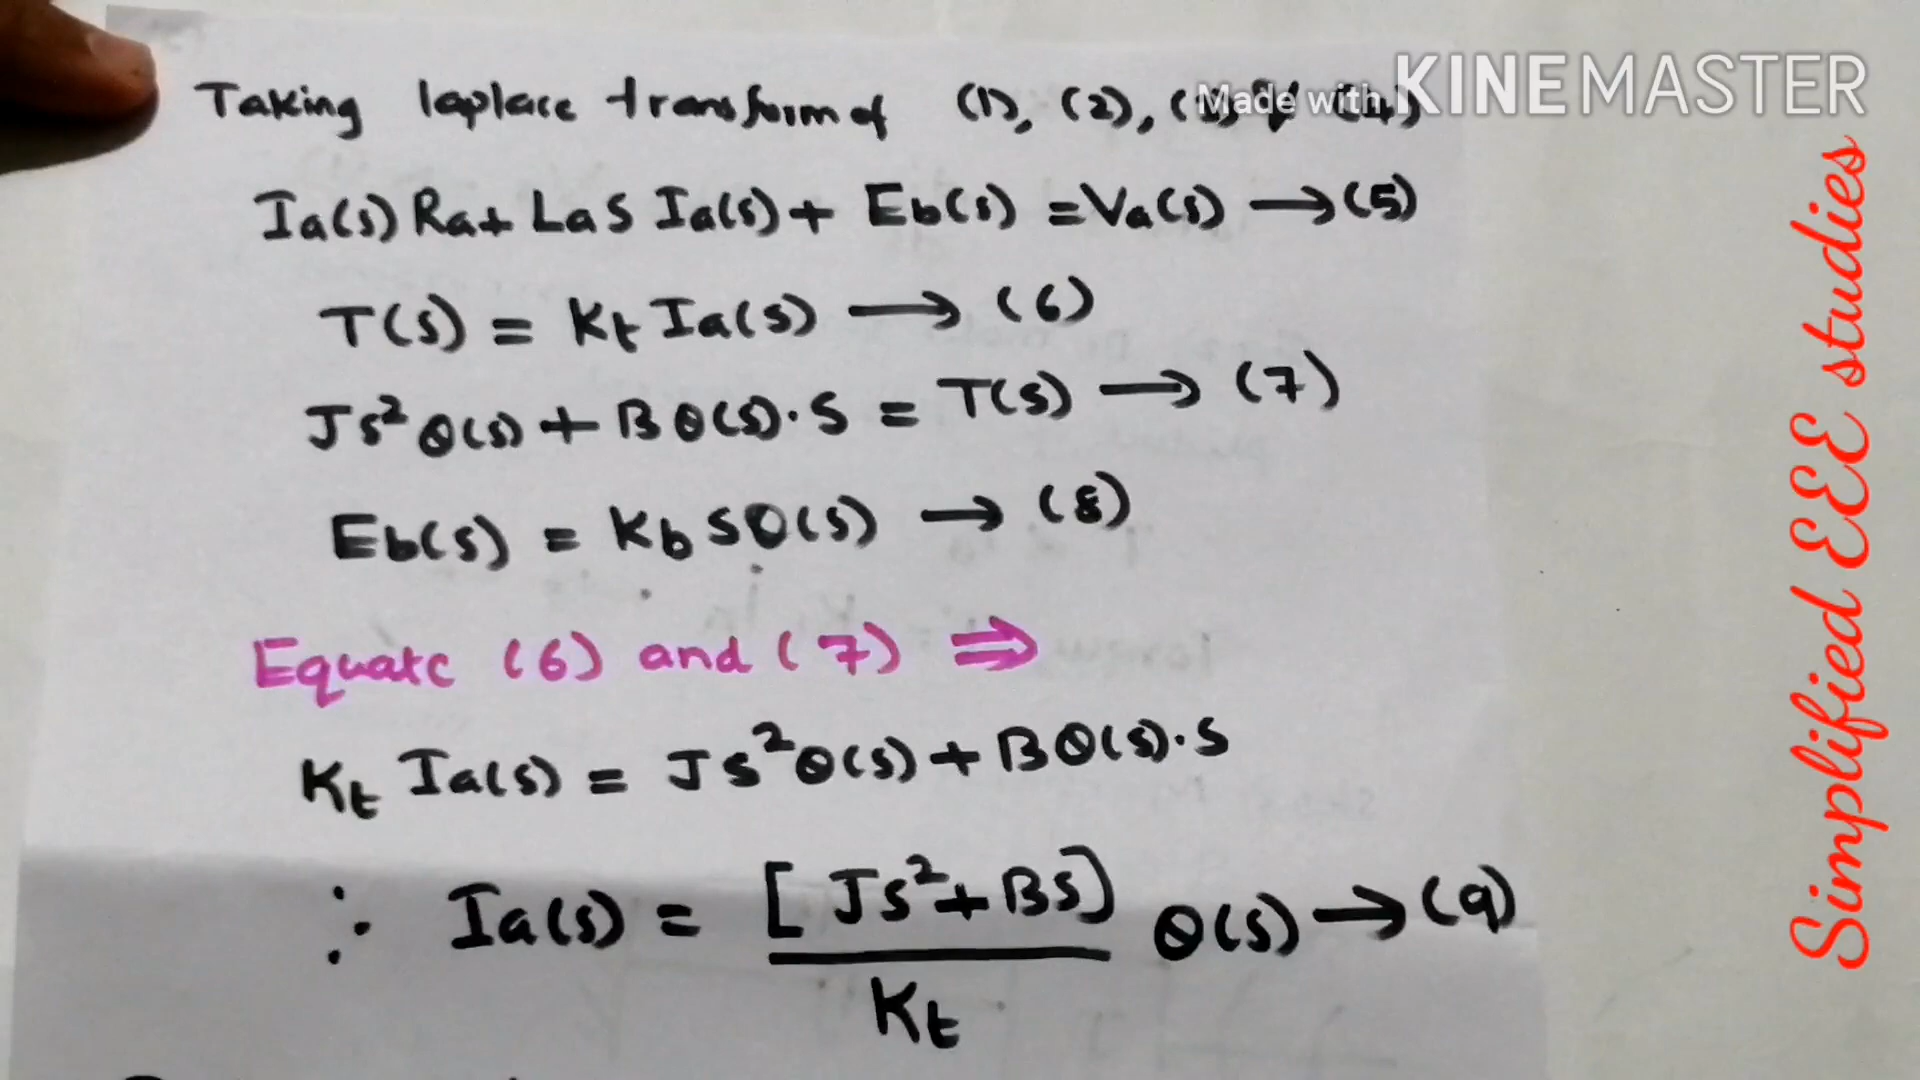 Taking laplace transform of (1), (2), (3) & (4)
Made with KINEMASTER
Ia(s) Ra + La S Ia(s) + Eb(s) = Va(s) → (5)
T(s) = Kt Ia(s) → (6)
Js² θ(s) + B θ(s)·s = T(s) → (7)
Eb(s) = Kb s θ(s) → (8)
Equate (6) and (7) ⇒
Kt Ia(s) = Js² θ(s) + B θ(s)·s
∴ Ia(s) = [Js² + Bs] θ(s) → (9)
Kt
Simplified EEE studies